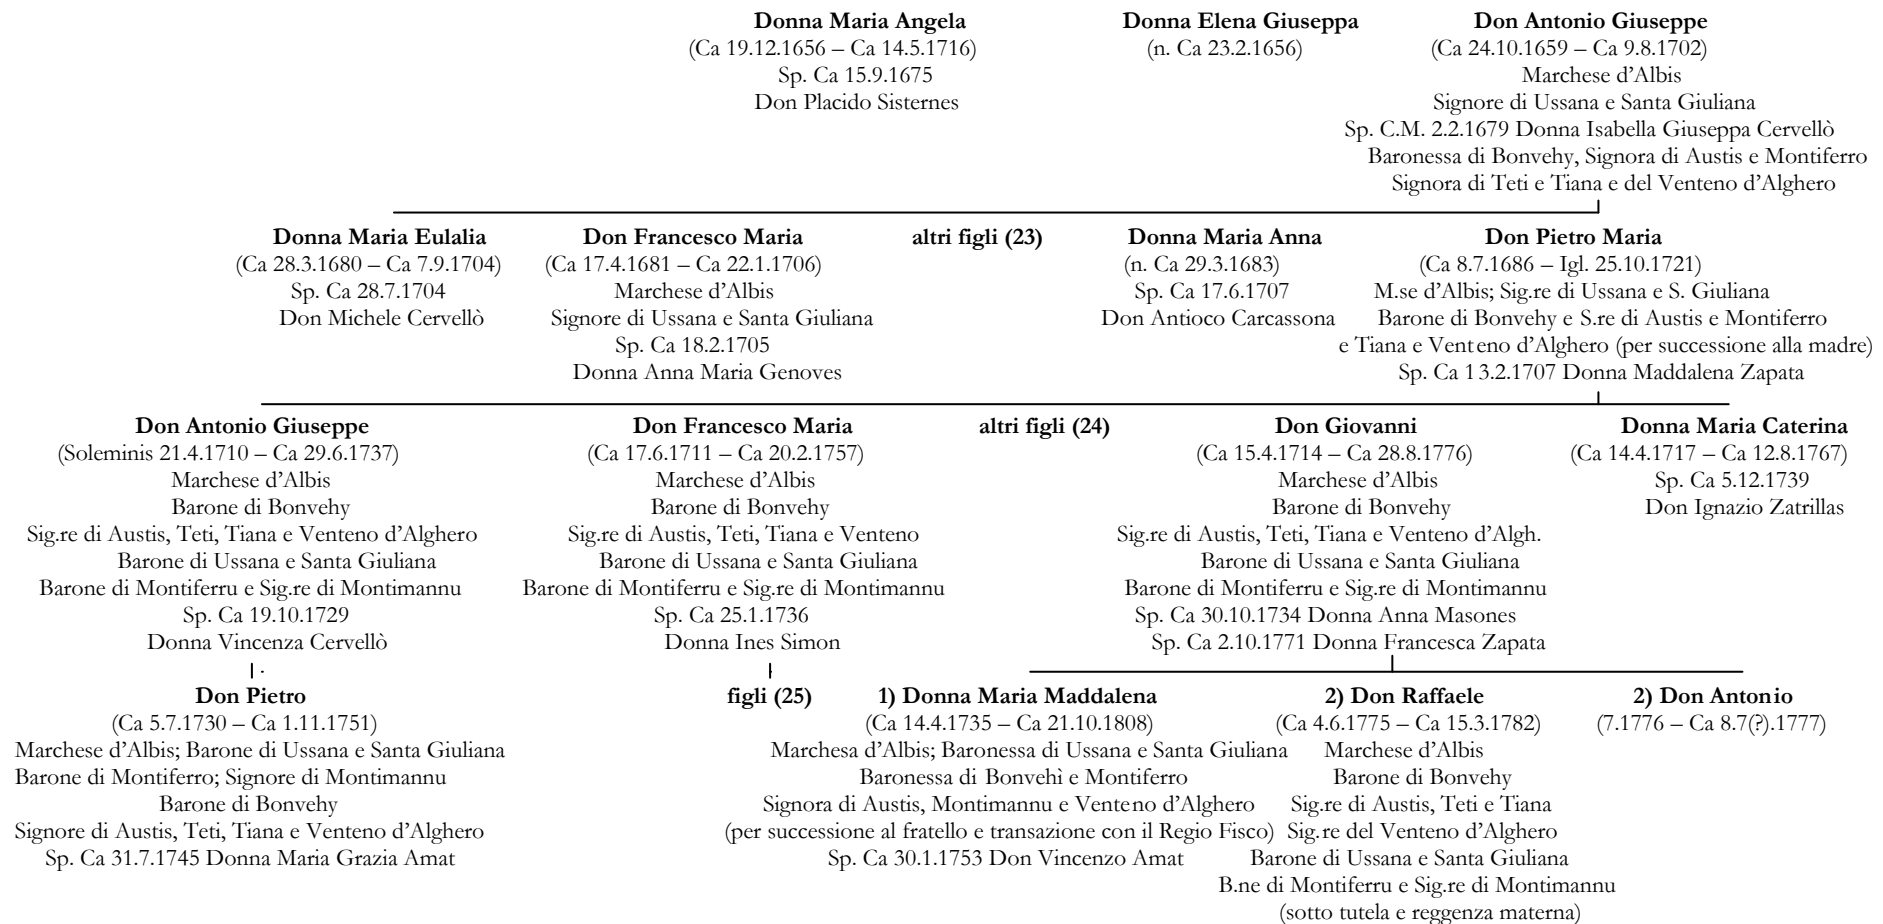 Donna Maria Angela
(Ca 19.12.1656 – Ca 14.5.1716)
Sp. Ca 15.9.1675
Don Placido Sisternes
Donna Elena Giuseppa
(n. Ca 23.2.1656)
Don Antonio Giuseppe
(Ca 24.10.1659 – Ca 9.8.1702)
Marchese d'Albis
Signore di Ussana e Santa Giuliana
Sp. C.M. 2.2.1679 Donna Isabella Giuseppa Cervellò
Baronessa di Bonvehy, Signora di Austis e Montiferro
Signora di Teti e Tiana e del Venteno d'Alghero
Donna Maria Eulalia
(Ca 28.3.1680 – Ca 7.9.1704)
Sp. Ca 28.7.1704
Don Michele Cervellò
Don Francesco Maria
(Ca 17.4.1681 – Ca 22.1.1706)
Marchese d'Albis
Signore di Ussana e Santa Giuliana
Sp. Ca 18.2.1705
Donna Anna Maria Genoves
altri figli (23)
Donna Maria Anna
(n. Ca 29.3.1683)
Sp. Ca 17.6.1707
Don Antioco Carcassona
Don Pietro Maria
(Ca 8.7.1686 – Igl. 25.10.1721)
M.se d'Albis; Sig.re di Ussana e S. Giuliana
Barone di Bonvehy e S.re di Austis e Montiferro
e Tiana e Venteno d'Alghero (per successione alla madre)
Sp. Ca 13.2.1707 Donna Maddalena Zapata
Don Antonio Giuseppe
(Soleminis 21.4.1710 – Ca 29.6.1737)
Marchese d'Albis
Barone di Bonvehy
Sig.re di Austis, Teti, Tiana e Venteno d'Alghero
Barone di Ussana e Santa Giuliana
Barone di Montiferru e Sig.re di Montimannu
Sp. Ca 19.10.1729
Donna Vincenza Cervellò
Don Francesco Maria
(Ca 17.6.1711 – Ca 20.2.1757)
Marchese d'Albis
Barone di Bonvehy
Sig.re di Austis, Teti, Tiana e Venteno
Barone di Ussana e Santa Giuliana
Barone di Montiferru e Sig.re di Montimannu
Sp. Ca 25.1.1736
Donna Ines Simon
altri figli (24)
Don Giovanni
(Ca 15.4.1714 – Ca 28.8.1776)
Marchese d'Albis
Barone di Bonvehy
Sig.re di Austis, Teti, Tiana e Venteno d'Algh.
Barone di Ussana e Santa Giuliana
Barone di Montiferru e Sig.re di Montimannu
Sp. Ca 30.10.1734 Donna Anna Masones
Sp. Ca 2.10.1771 Donna Francesca Zapata
Donna Maria Caterina
(Ca 14.4.1717 – Ca 12.8.1767)
Sp. Ca 5.12.1739
Don Ignazio Zatrillas
Don Pietro
(Ca 5.7.1730 – Ca 1.11.1751)
Marchese d'Albis; Barone di Ussana e Santa Giuliana
Barone di Montiferro; Signore di Montimannu
Barone di Bonvehy
Signore di Austis, Teti, Tiana e Venteno d'Alghero
Sp. Ca 31.7.1745 Donna Maria Grazia Amat
figli (25)
1) Donna Maria Maddalena
(Ca 14.4.1735 – Ca 21.10.1808)
Marchesa d'Albis; Baronessa di Ussana e Santa Giuliana
Baronessa di Bonvehì e Montiferro
Signora di Austis, Montimannu e Venteno d'Alghero
(per successione al fratello e transazione con il Regio Fisco)
Sp. Ca 30.1.1753 Don Vincenzo Amat
2) Don Raffaele
(Ca 4.6.1775 – Ca 15.3.1782)
Marchese d'Albis
Barone di Bonvehy
Sig.re di Austis, Teti e Tiana
Sig.re del Venteno d'Alghero
Barone di Ussana e Santa Giuliana
B.ne di Montiferru e Sig.re di Montimannu
(sotto tutela e reggenza materna)
2) Don Antonio
(7.1776 – Ca 8.7(?).1777)